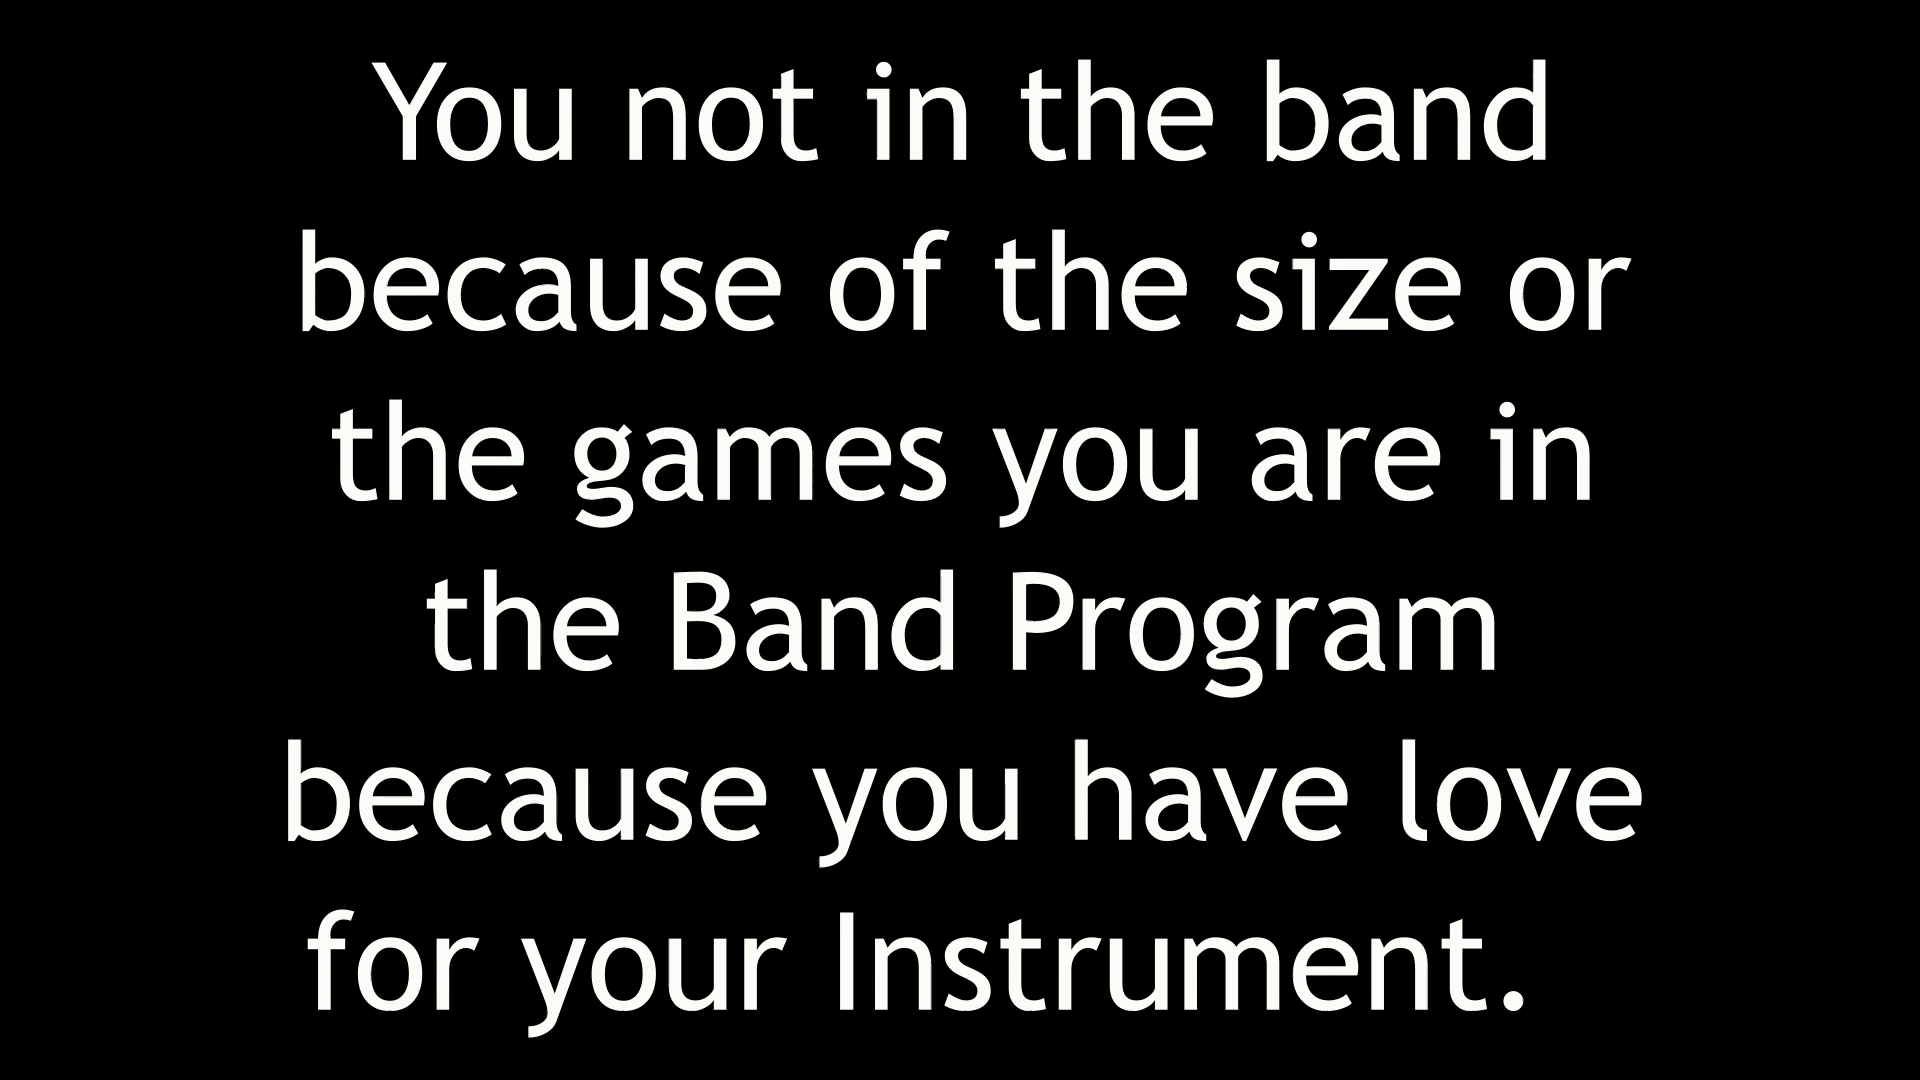 You not in the band
because of the size or
the games you are in
the Band Program
because you have love
for your Instrument.